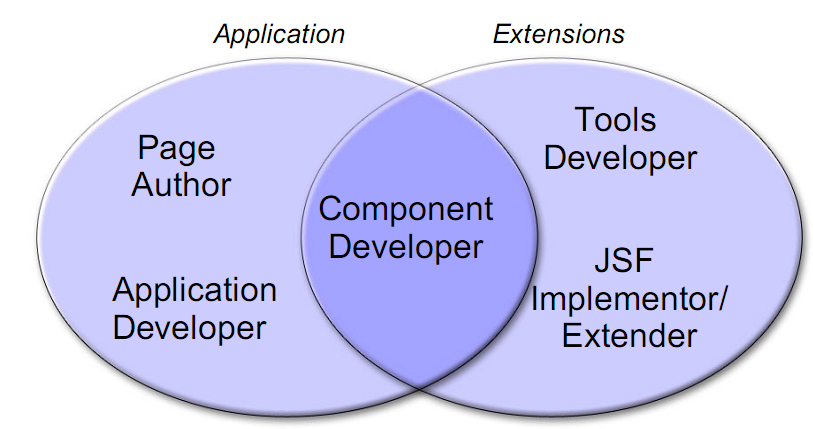 Application
Extensions
Page
Author
Application
Developer
Component
Developer
Tools
Developer
JSF
Implementor/
Extender